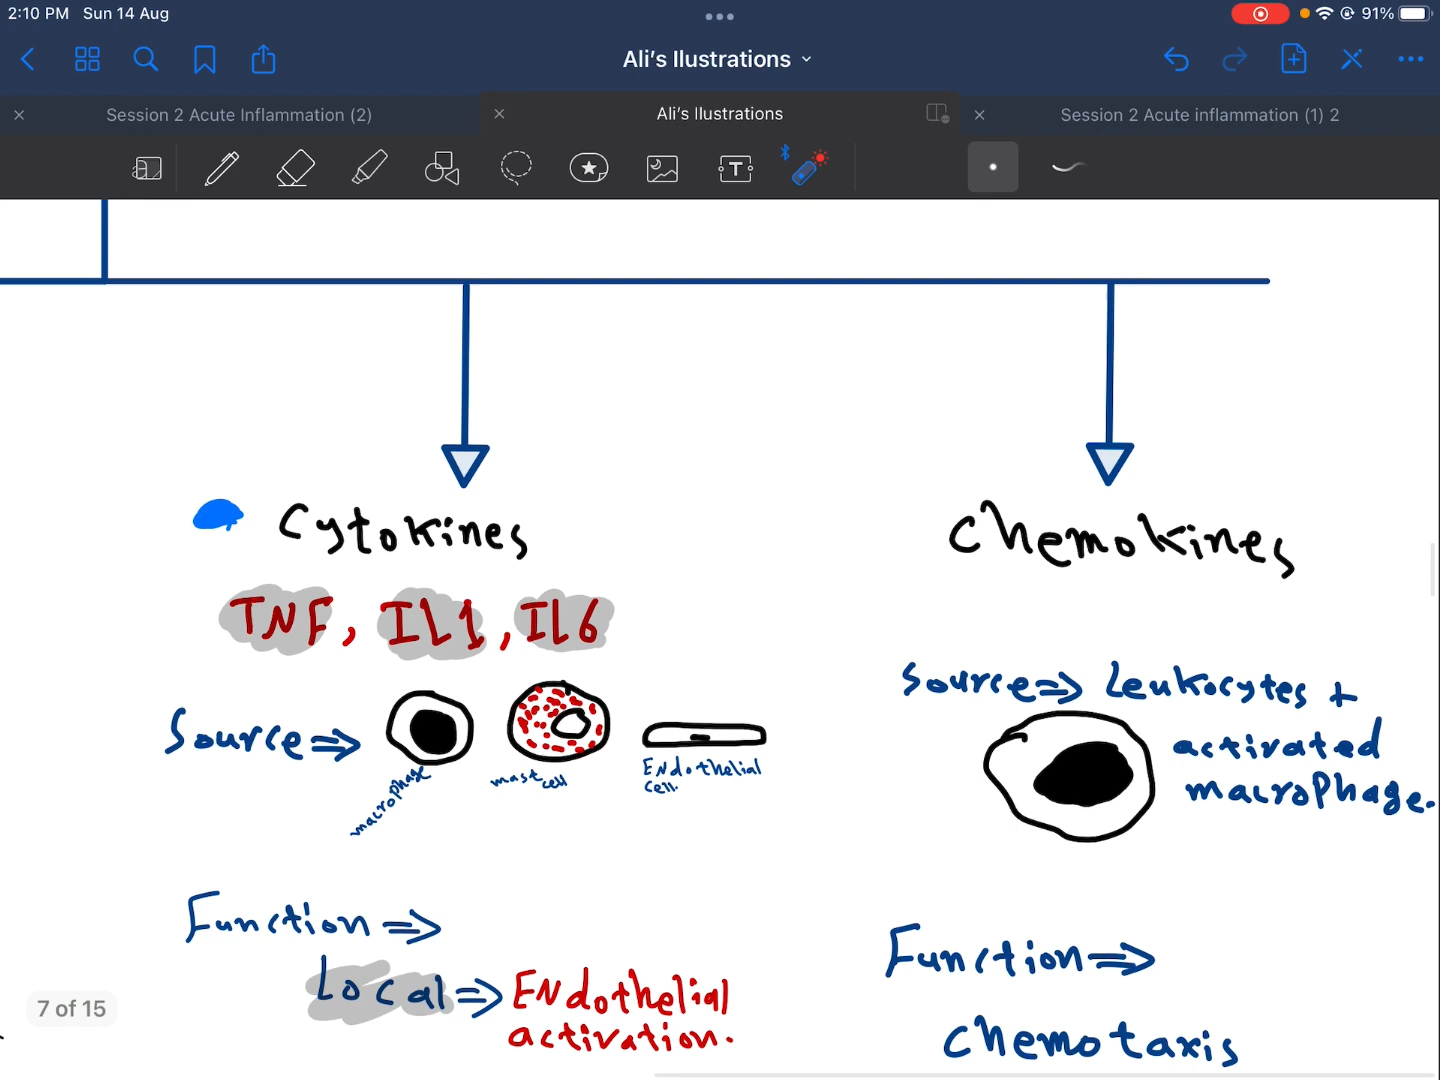 2:10 PM Sun 14 Aug
91%
Ali's Ilustrations
Session 2 Acute Inflammation (2)
Ali's Ilustrations
Session 2 Acute inflammation (1) 2
Cytokines
TNF, IL1, IL6
Source ⇒
macrophage
mast cell
Endothelial
cell.
Function ⇒
Local ⇒ Endothelial
activation.
Chemokines
Source ⇒ Leukocytes +
activated
macrophage.
Function ⇒
chemotaxis
7 of 15